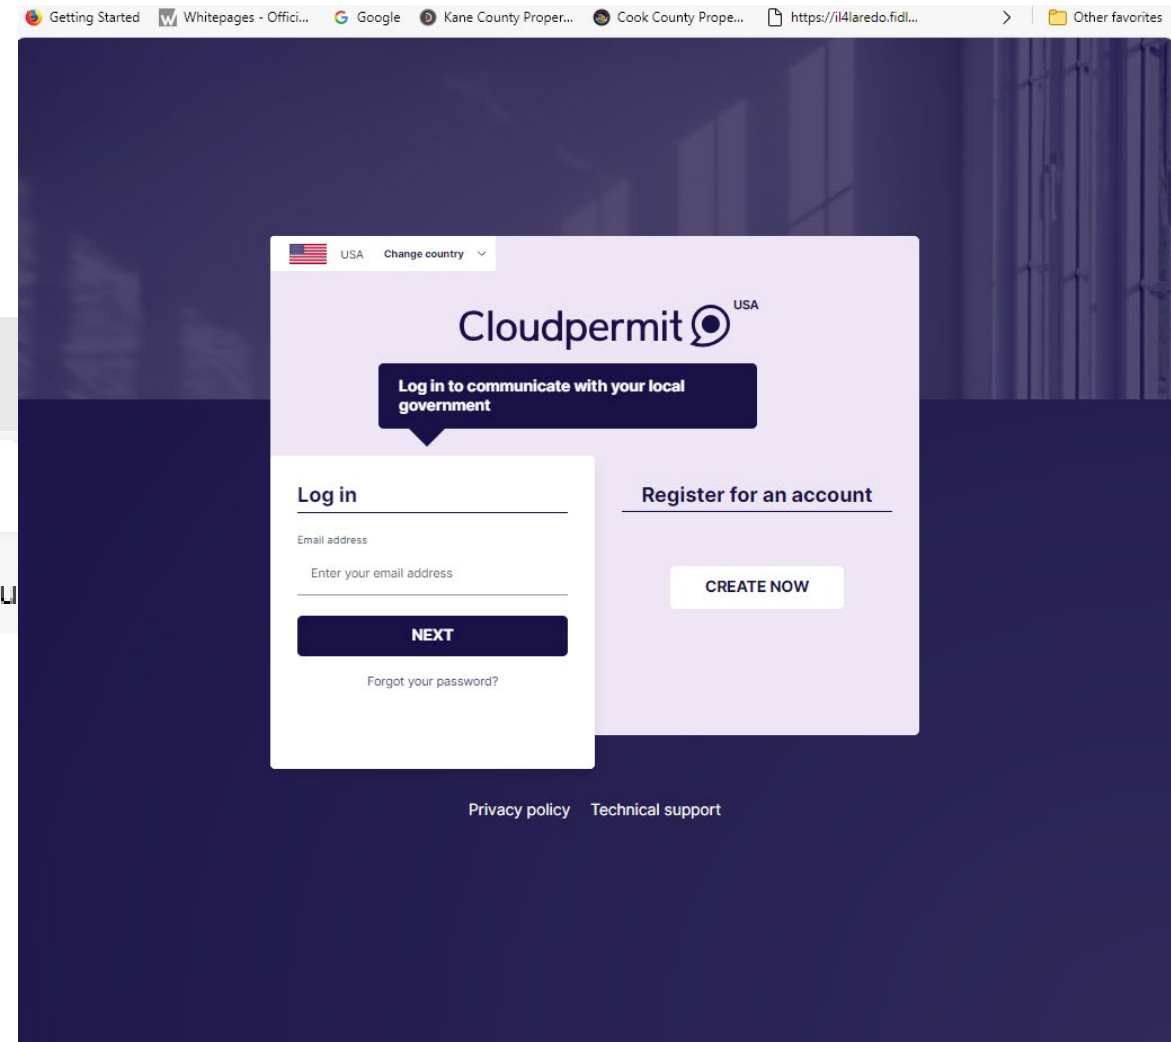 Getting Started Whitepages - Offici... Google Kane County Proper... Cook County Prope... https://il4laredo.fidl... Other favorites
USA Change country
Cloudpermit USA
Log in to communicate with your local
government
Log in
Email address
Enter your email address
NEXT
Forgot your password?
Register for an account
CREATE NOW
Privacy policy Technical support